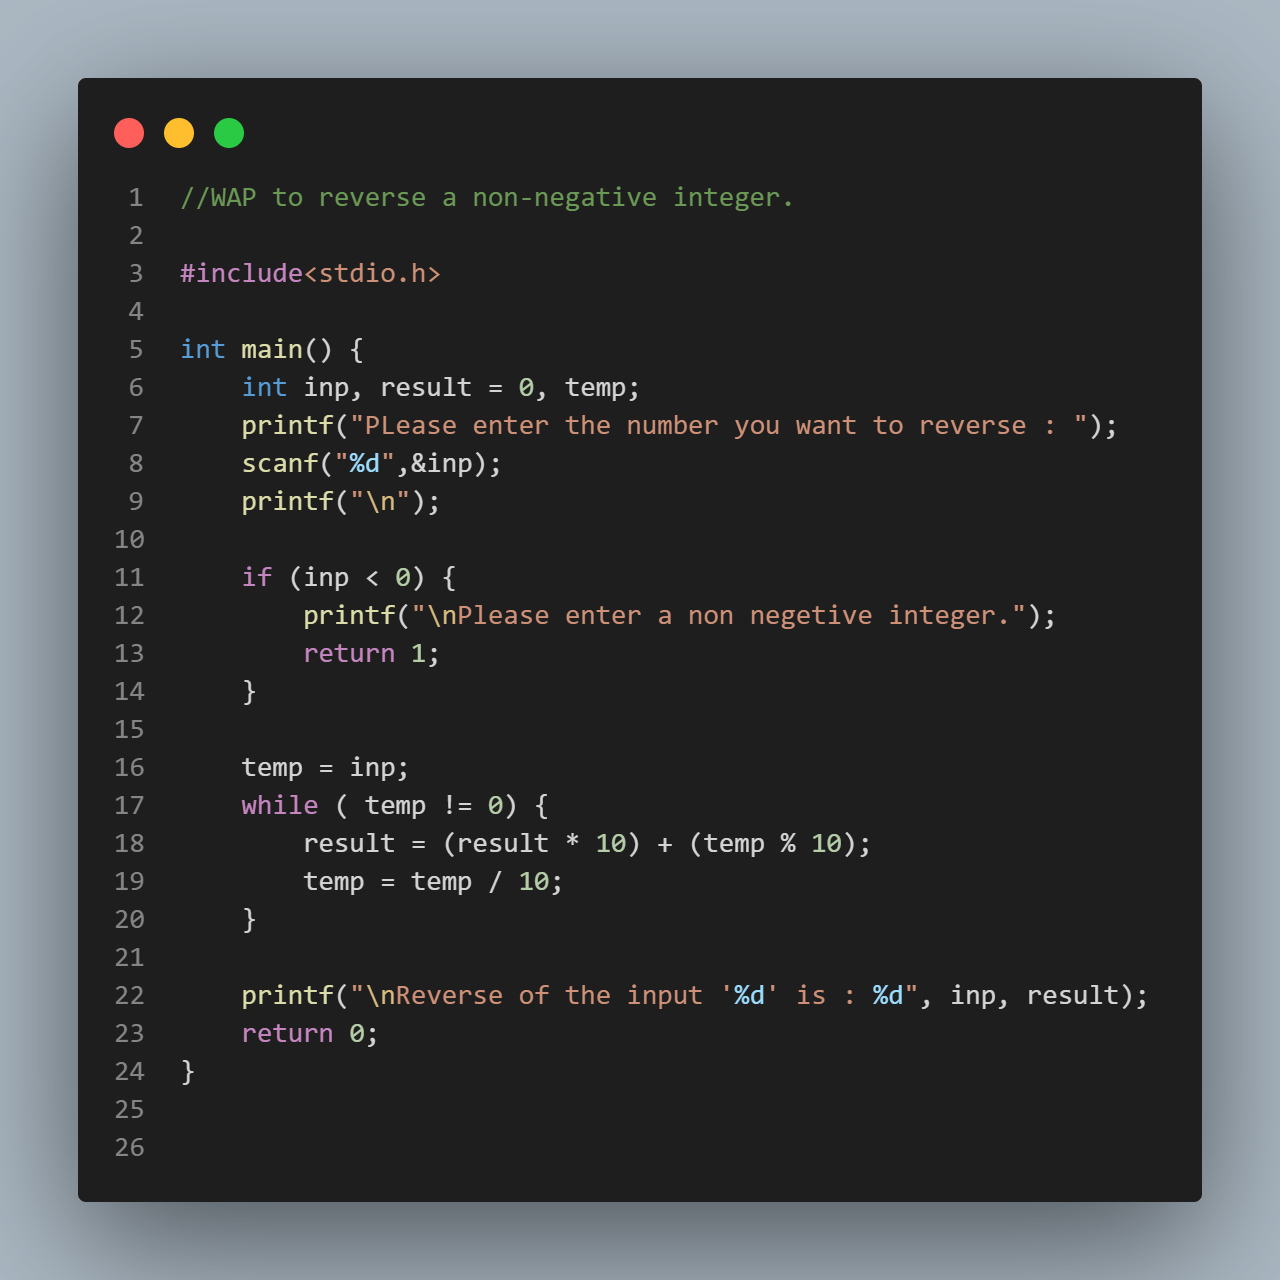 1 //WAP to reverse a non-negative integer.
2
3 #include<stdio.h>
4
5 int main() {
6     int inp, result = 0, temp;
7     printf("PLease enter the number you want to reverse : ");
8     scanf("%d",&inp);
9     printf("\n");
10
11     if (inp < 0) {
12         printf("\nPlease enter a non negetive integer.");
13         return 1;
14     }
15
16     temp = inp;
17     while ( temp != 0) {
18         result = (result * 10) + (temp % 10);
19         temp = temp / 10;
20     }
21
22     printf("\nReverse of the input '%d' is : %d", inp, result);
23     return 0;
24 }
25
26